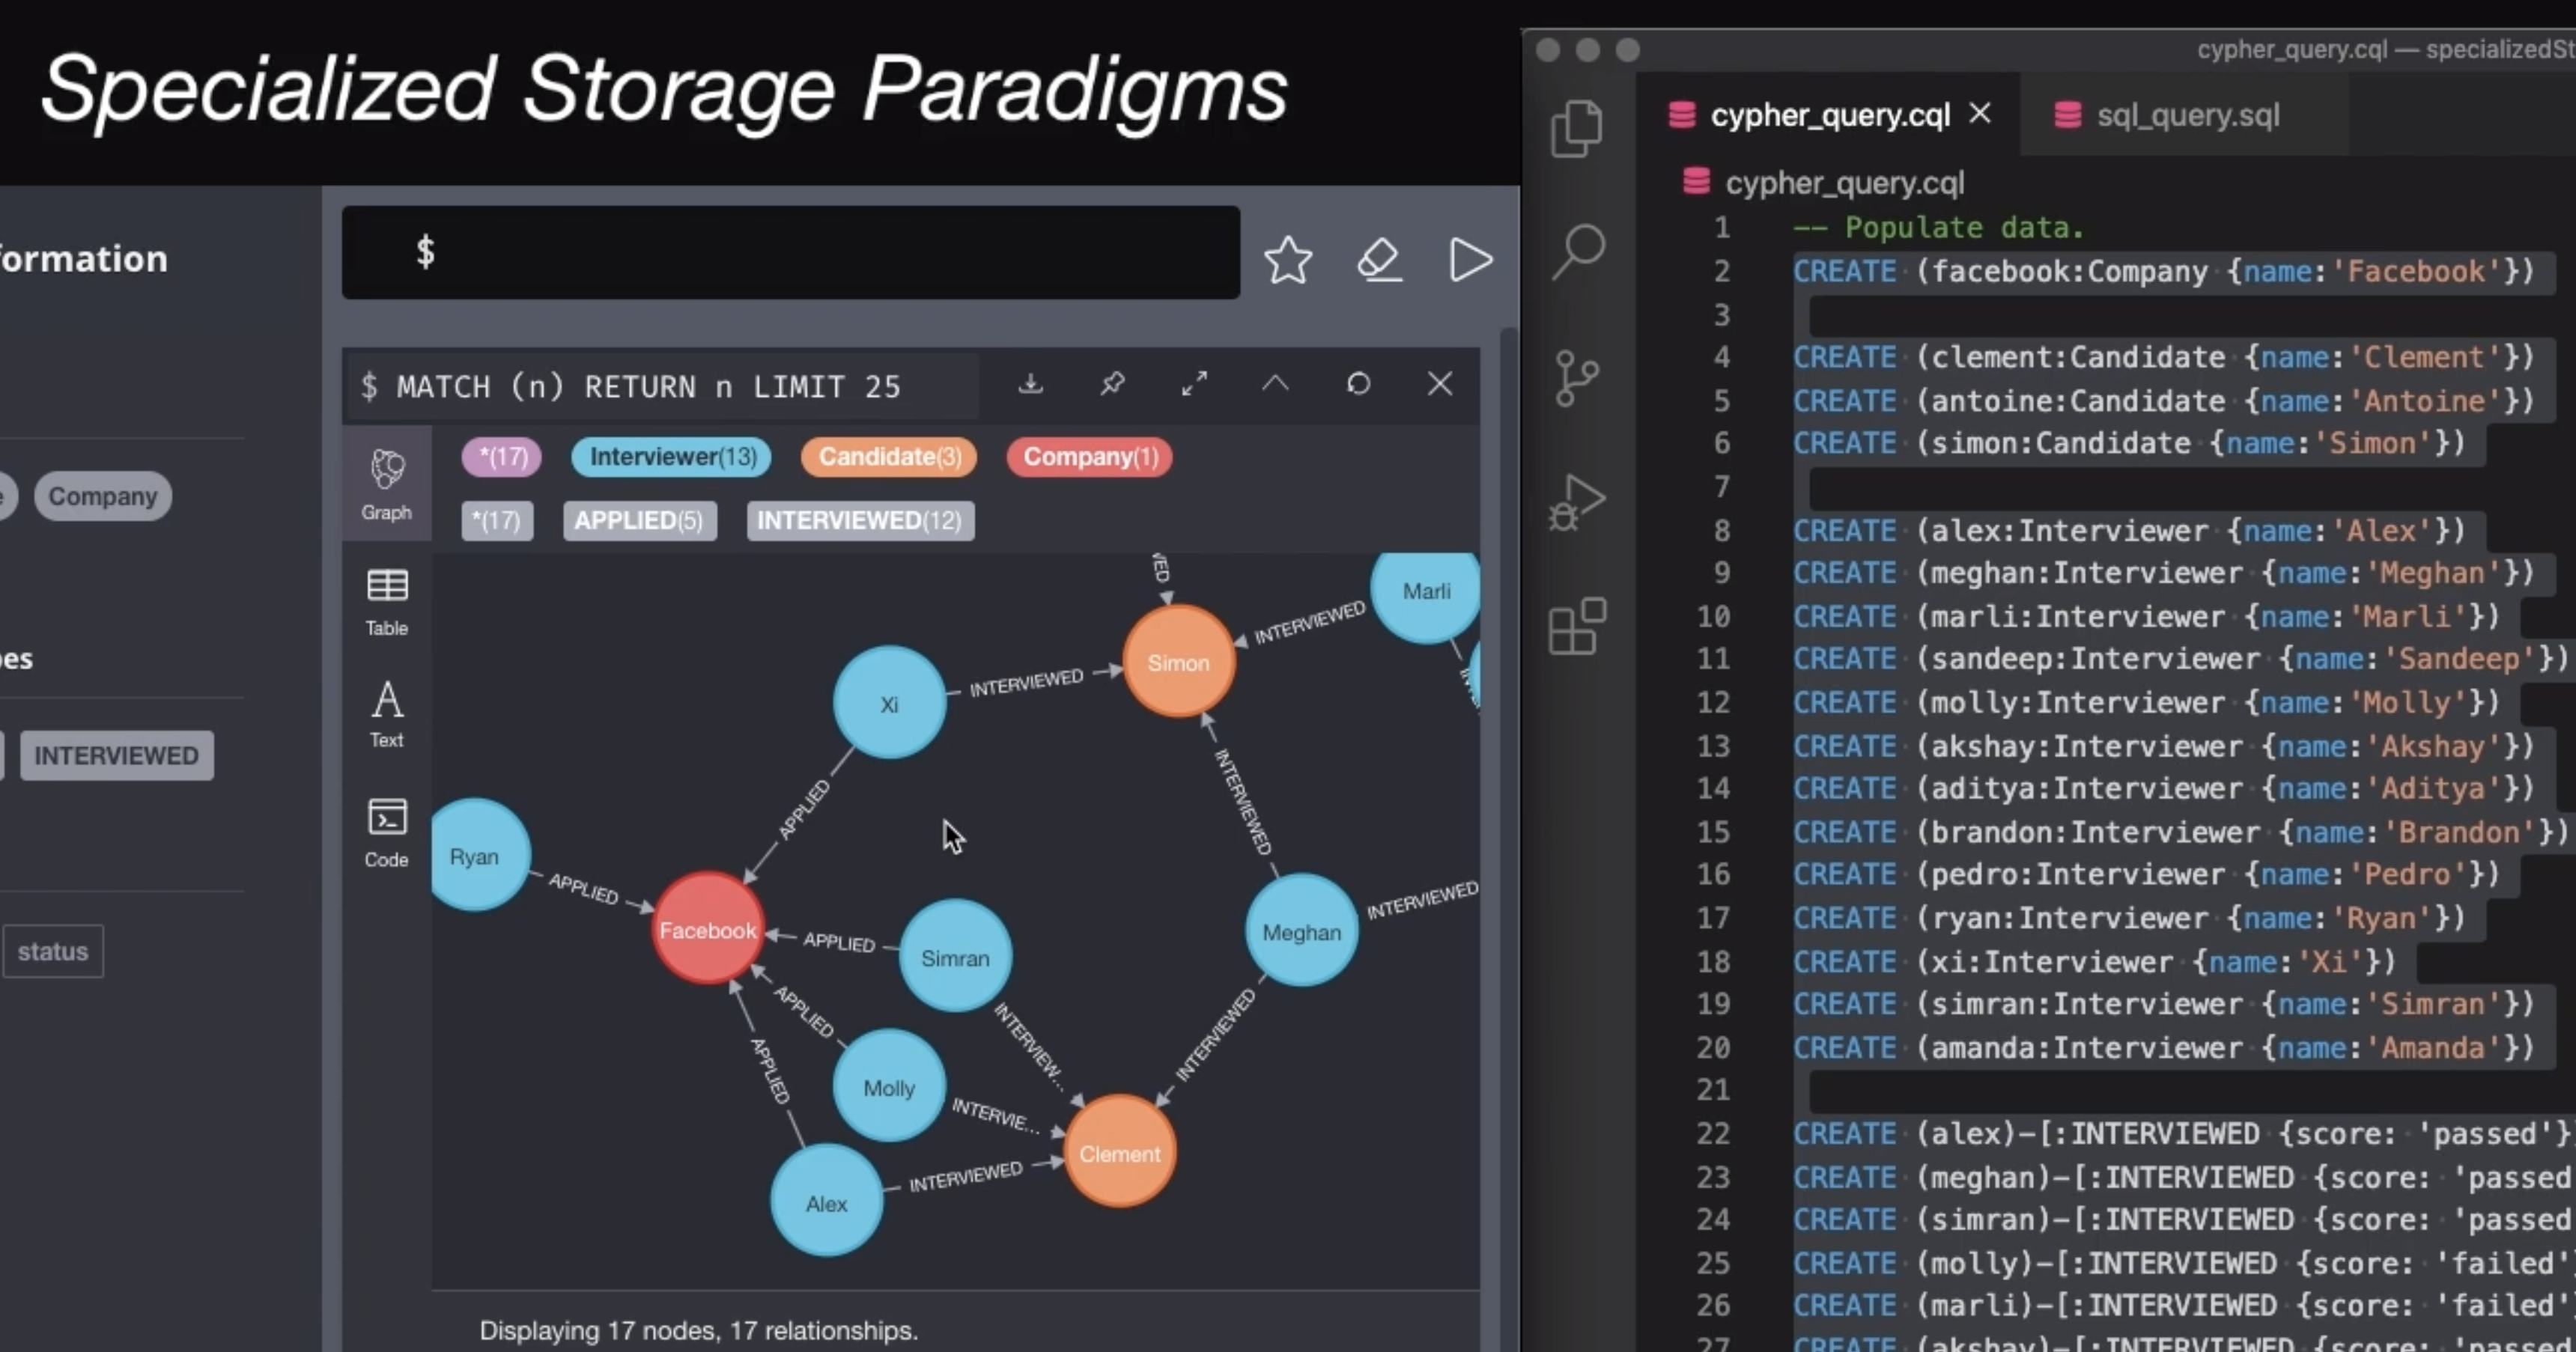 Specialized Storage Paradigms
formation
Company
INTERVIEWED
status
$
$ MATCH (n) RETURN n LIMIT 25
*(17) Interviewer(13) Candidate(3) Company(1)
*(17) APPLIED(5) INTERVIEWED(12)
Graph
Table
Text
Code
Marli
INTERVIEWED
Simon
INTERVIEWED
Xi
INTERVIEWED
APPLIED
Ryan
APPLIED
Facebook
APPLIED
Simran
Meghan
INTERVIEWED
APPLIED
INTERVIEW...
INTERVIEWED
APPLIED
Molly
INTERVIE...
Clement
INTERVIEWED
Alex
Displaying 17 nodes, 17 relationships.
cypher_query.cql — specializedSt
cypher_query.cql × sql_query.sql
cypher_query.cql
1 -- Populate data.
2 CREATE (facebook:Company {name:'Facebook'})
3
4 CREATE (clement:Candidate {name:'Clement'})
5 CREATE (antoine:Candidate {name:'Antoine'})
6 CREATE (simon:Candidate {name:'Simon'})
7
8 CREATE (alex:Interviewer {name:'Alex'})
9 CREATE (meghan:Interviewer {name:'Meghan'})
10 CREATE (marli:Interviewer {name:'Marli'})
11 CREATE (sandeep:Interviewer {name:'Sandeep'})
12 CREATE (molly:Interviewer {name:'Molly'})
13 CREATE (akshay:Interviewer {name:'Akshay'})
14 CREATE (aditya:Interviewer {name:'Aditya'})
15 CREATE (brandon:Interviewer {name:'Brandon'})
16 CREATE (pedro:Interviewer {name:'Pedro'})
17 CREATE (ryan:Interviewer {name:'Ryan'})
18 CREATE (xi:Interviewer {name:'Xi'})
19 CREATE (simran:Interviewer {name:'Simran'})
20 CREATE (amanda:Interviewer {name:'Amanda'})
21
22 CREATE (alex)-[:INTERVIEWED {score: 'passed'}
23 CREATE (meghan)-[:INTERVIEWED {score: 'passed
24 CREATE (simran)-[:INTERVIEWED {score: 'passed
25 CREATE (molly)-[:INTERVIEWED {score: 'failed'
26 CREATE (marli)-[:INTERVIEWED {score: 'failed'
27 CREATE (akshay)-[:INTERVIEWED {score: 'passed